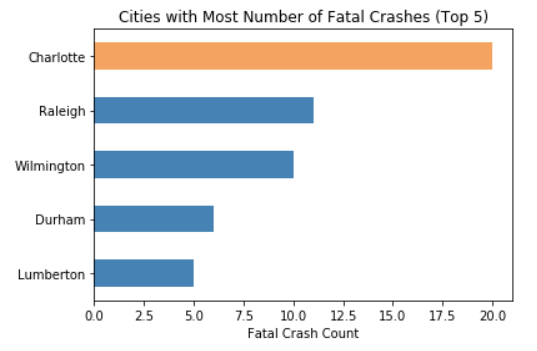 Cities with Most Number of Fatal Crashes (Top 5)
Charlotte
Raleigh
Wilmington
Durham
Lumberton
0.0 2.5 5.0 7.5 10.0 12.5 15.0 17.5 20.0
Fatal Crash Count